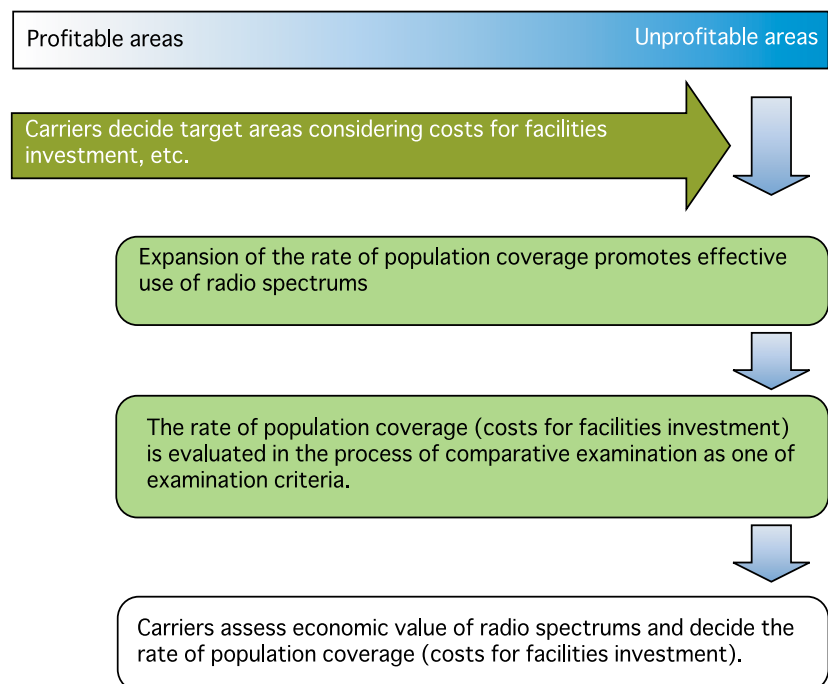 Profitable areas
Unprofitable areas
Carriers decide target areas considering costs for facilities
investment, etc.
Expansion of the rate of population coverage promotes effective
use of radio spectrums
The rate of population coverage (costs for facilities investment)
is evaluated in the process of comparative examination as one of
examination criteria.
Carriers assess economic value of radio spectrums and decide the
rate of population coverage (costs for facilities investment).